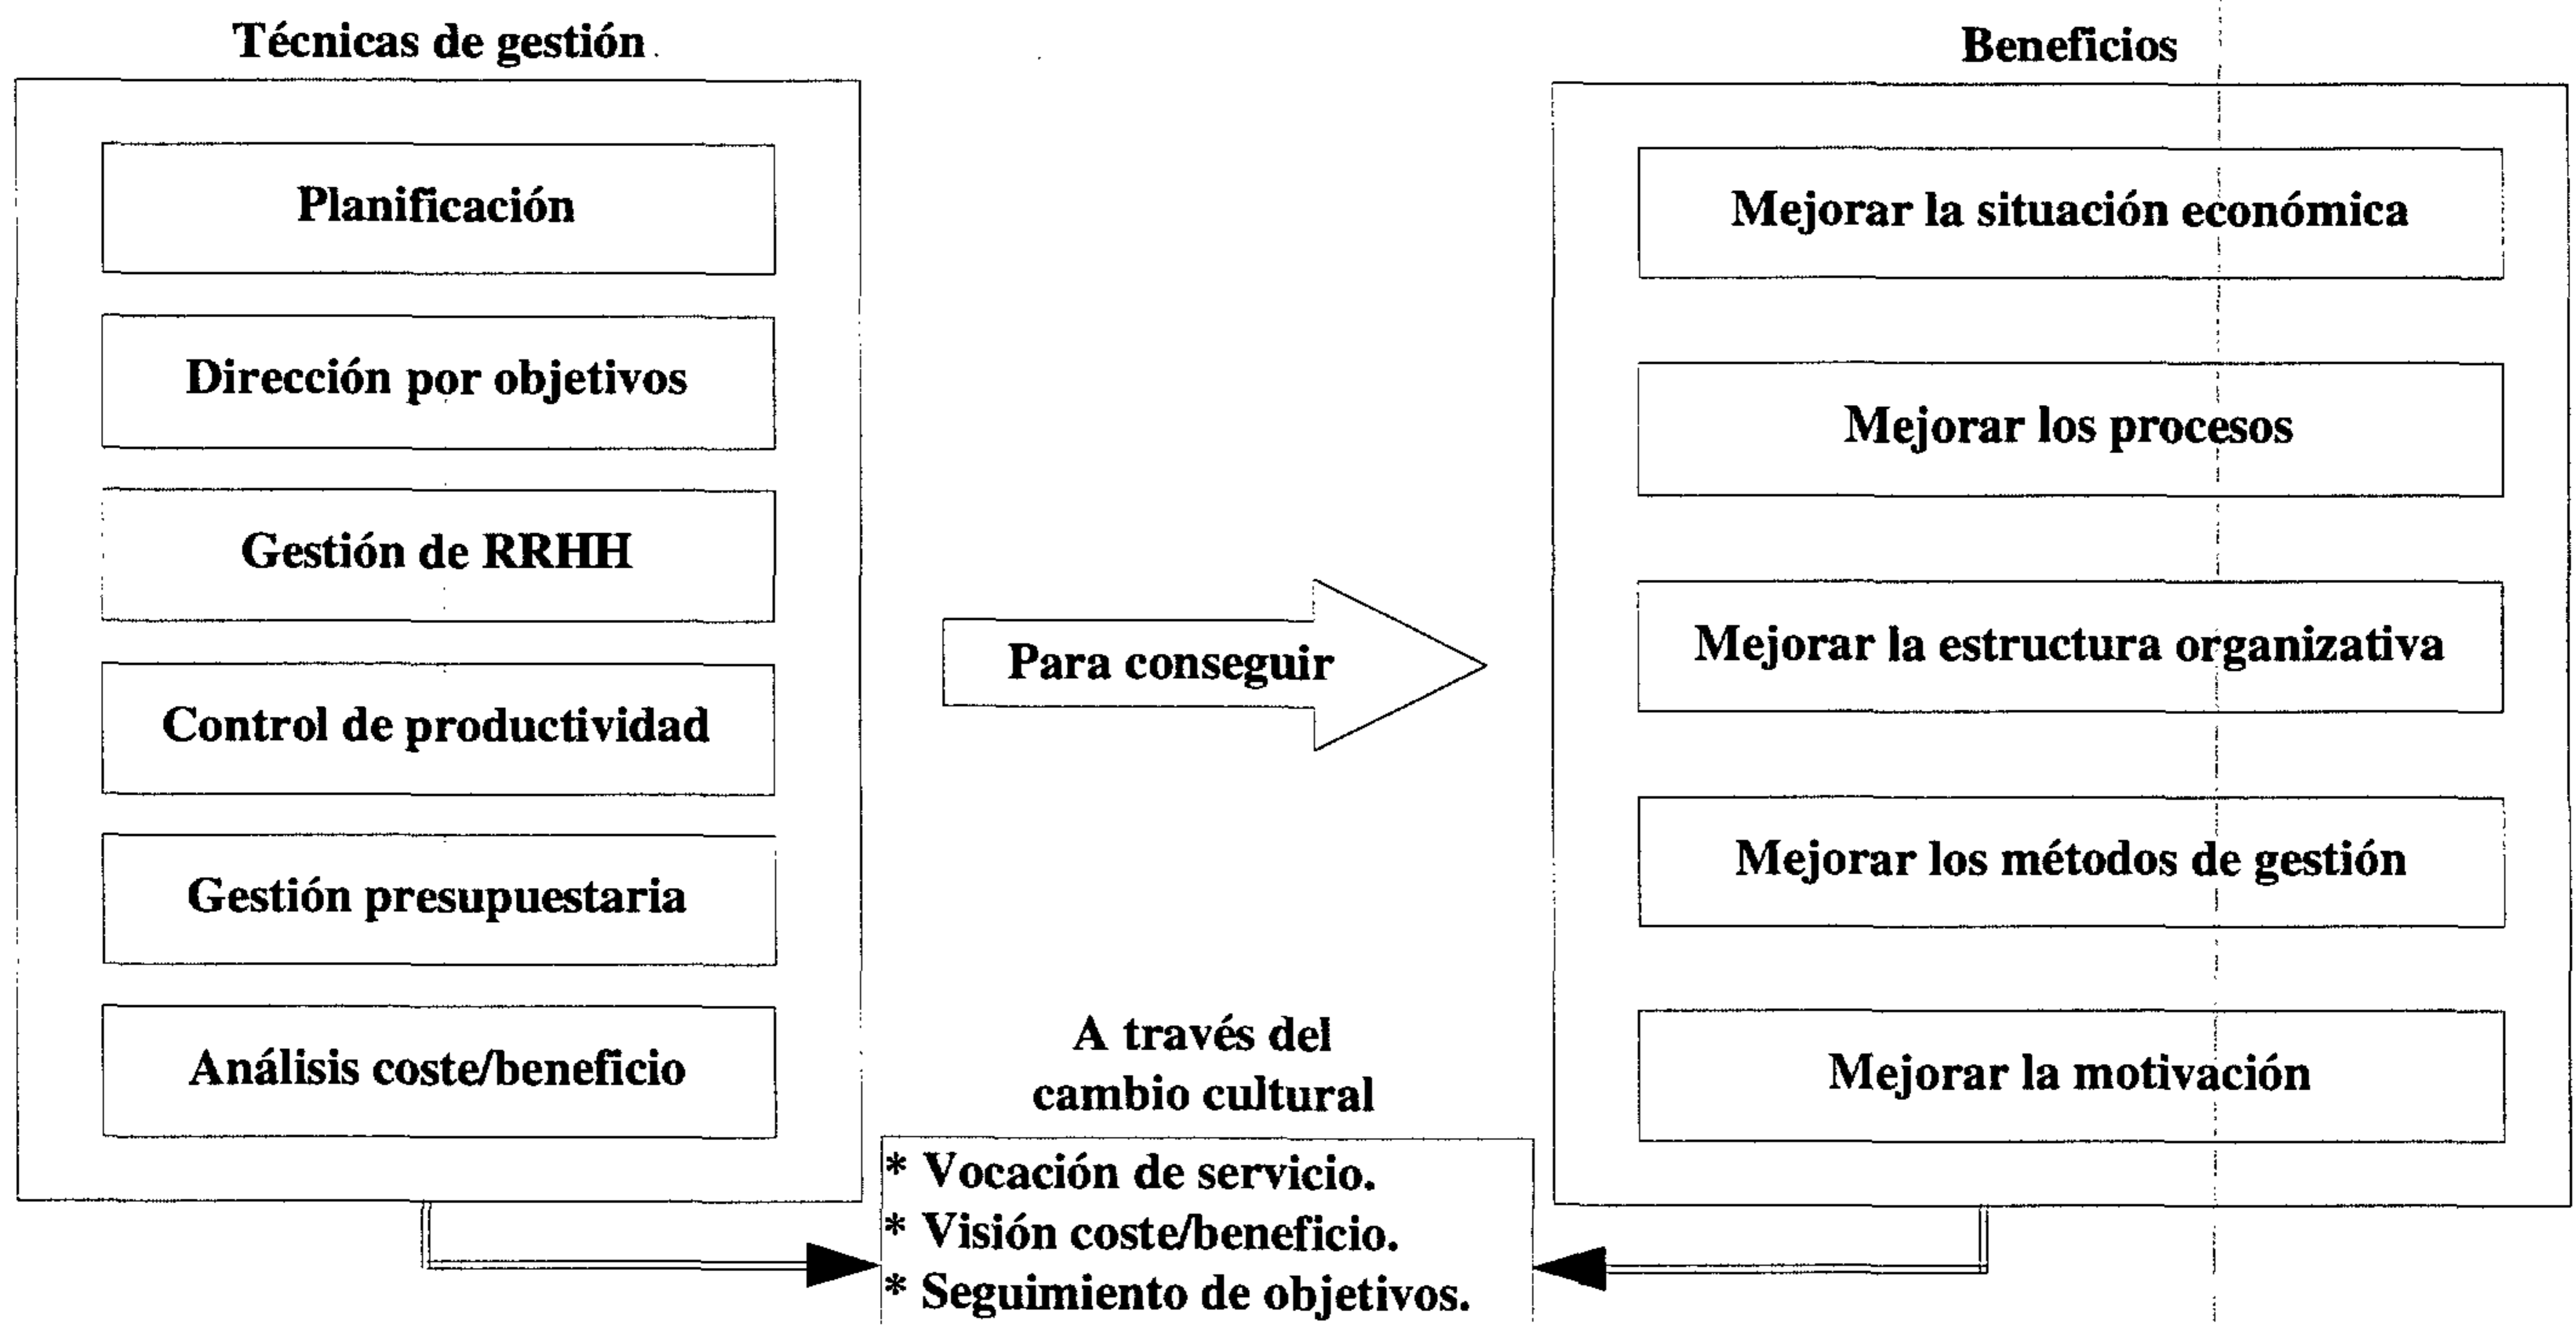 Técnicas de gestión
Planificación
Dirección por objetivos
Gestión de RRHH
Control de productividad
Gestión presupuestaria
Análisis coste/beneficio
Para conseguir
A través del
cambio cultural
* Vocación de servicio.
* Visión coste/beneficio.
* Seguimiento de objetivos.
Beneficios
Mejorar la situación económica
Mejorar los procesos
Mejorar la estructura organizativa
Mejorar los métodos de gestión
Mejorar la motivación